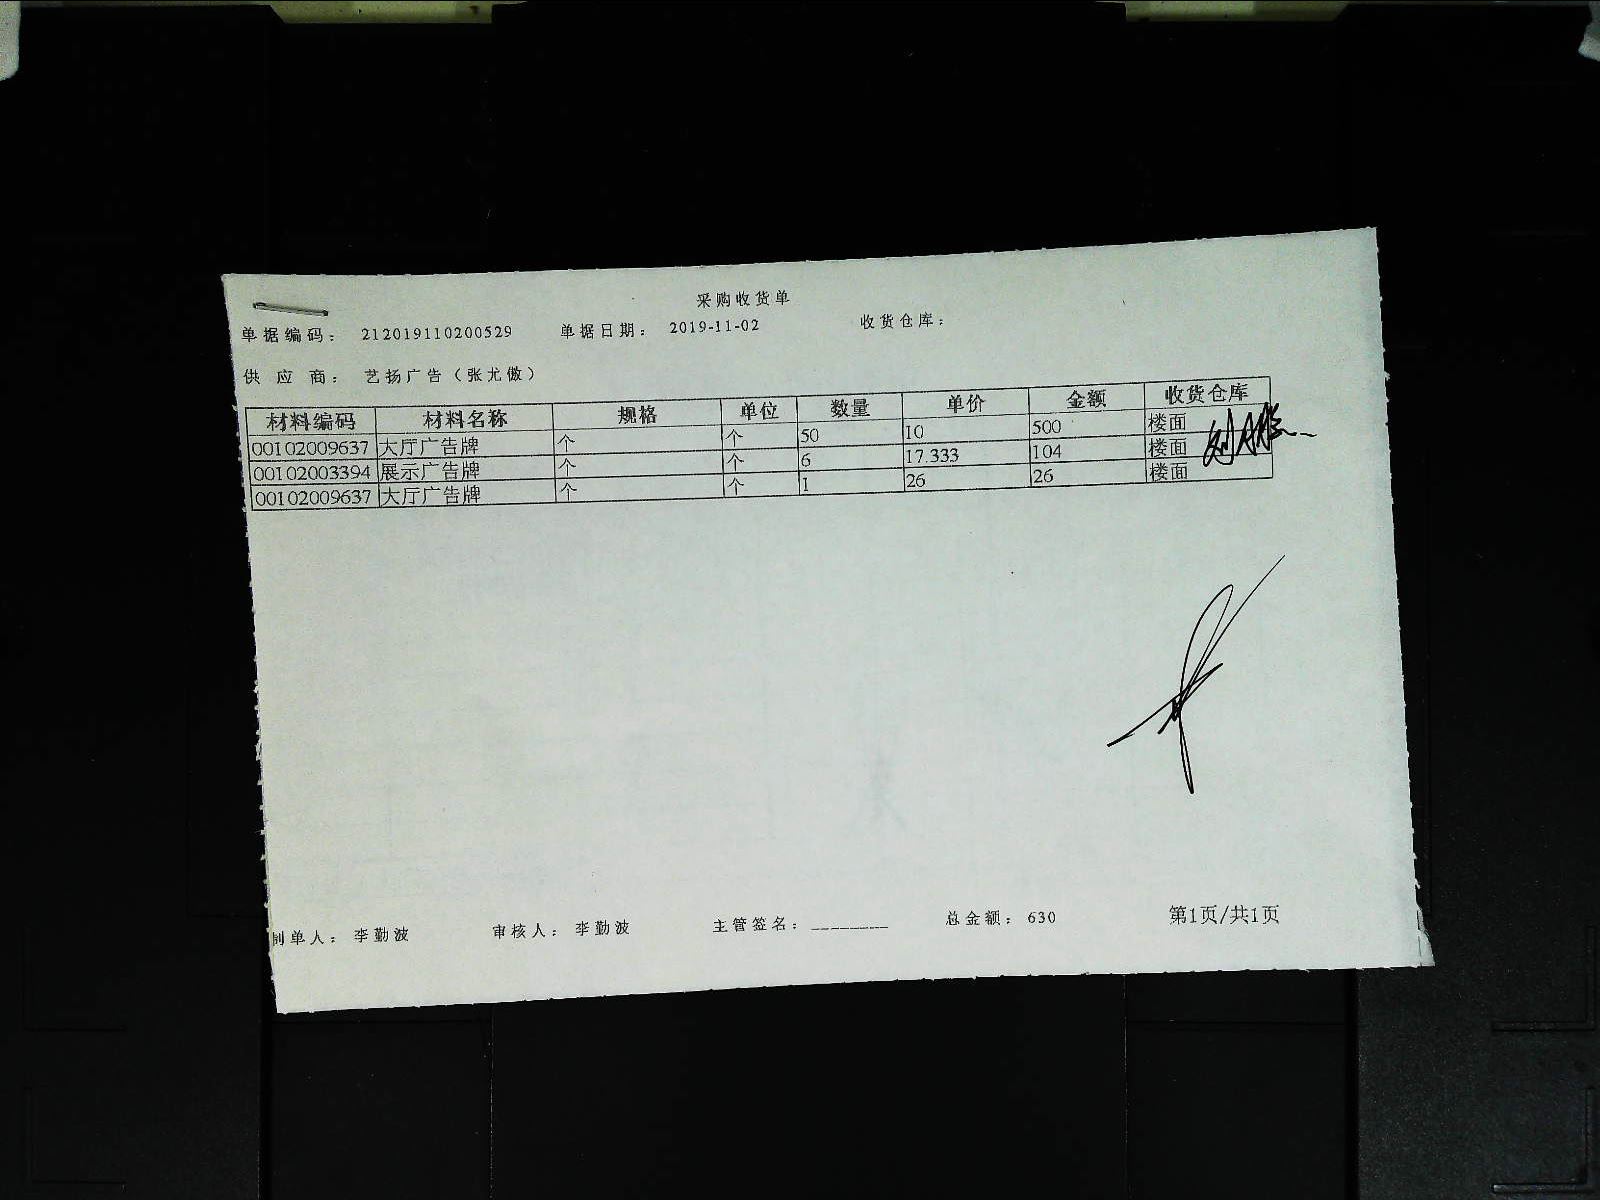 采购收货单
单据编码： 212019110200529 单据日期： 2019-11-02 收货仓库：
供 应 商： 艺扬广告（张尤傲）
材料编码 材料名称 规格 单位 数量 单价 金额 收货仓库
00102009637 大厅广告牌 个 个 50 10 500 楼面
00102003394 展示广告牌 个 个 6 17.333 104 楼面
00102009637 大厅广告牌 个 个 1 26 26 楼面
制单人： 李勤波 审核人： 李勤波 主管签名：________ 总金额： 630 第1页/共1页